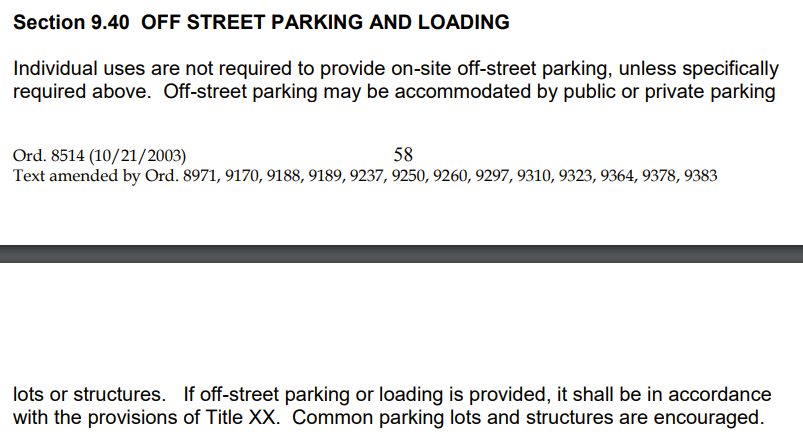 Section 9.40  OFF STREET PARKING AND LOADING
Individual uses are not required to provide on-site off-street parking, unless specifically
required above.  Off-street parking may be accommodated by public or private parking
Ord. 8514 (10/21/2003)    58
Text amended by Ord. 8971, 9170, 9188, 9189, 9237, 9250, 9260, 9297, 9310, 9323, 9364, 9378, 9383
lots or structures.   If off-street parking or loading is provided, it shall be in accordance
with the provisions of Title XX.  Common parking lots and structures are encouraged.